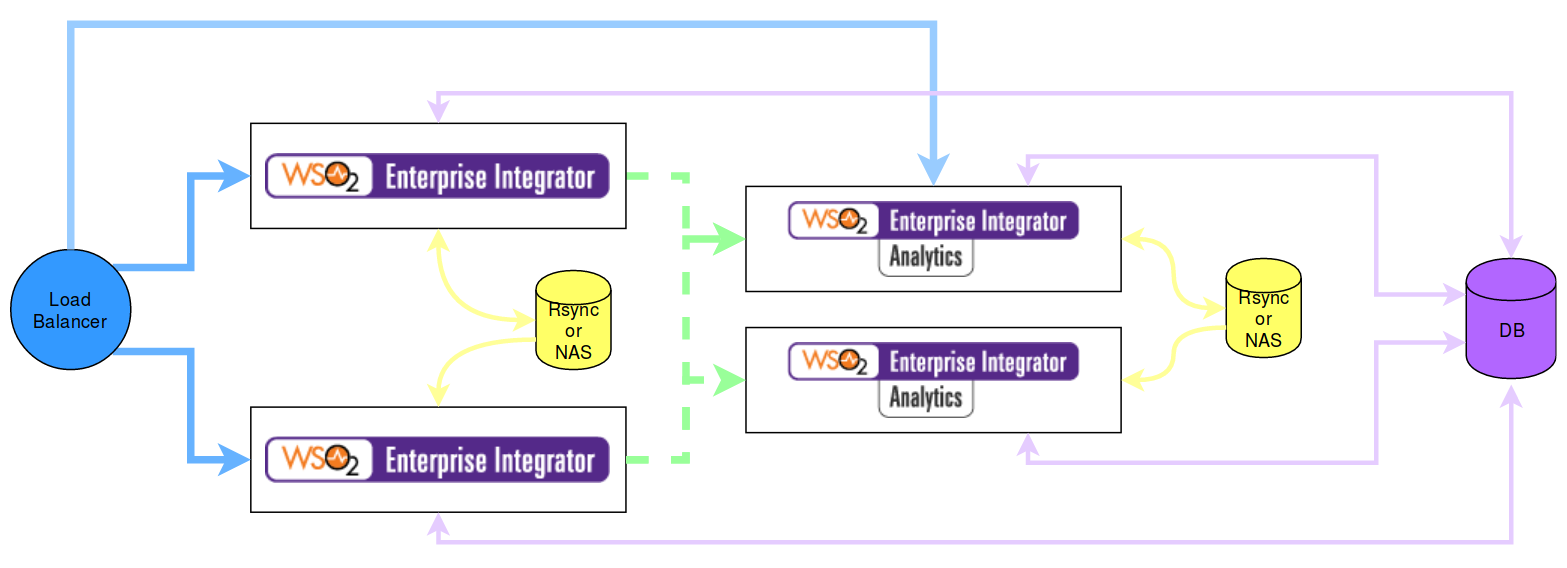 WSO2 Enterprise Integrator
WSO2 Enterprise Integrator
Analytics
Load
Balancer
Rsync
or
NAS
Rsync
or
NAS
DB
WSO2 Enterprise Integrator
Analytics
WSO2 Enterprise Integrator